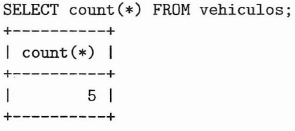 SELECT count(*) FROM vehiculos;
+----------+
| count(*) |
+----------+
|        5 |
+----------+